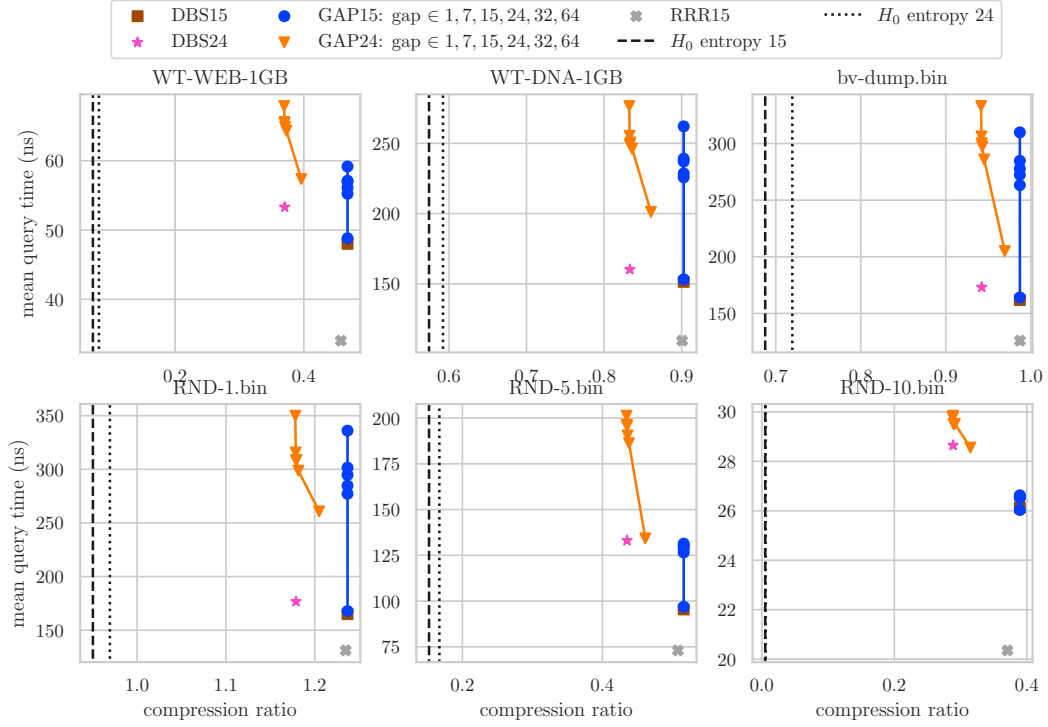 DBS15 GAP15: gap ∈ 1, 7, 15, 24, 32, 64 RRR15 H₀ entropy 24
DBS24 GAP24: gap ∈ 1, 7, 15, 24, 32, 64 H₀ entropy 15
WT-WEB-1GB WT-DNA-1GB bv-dump.bin
mean query time (ns)
60
50
40
0.2 0.4
250
200
150
0.6 0.7 0.8 0.9
300
250
200
150
0.7 0.8 0.9 1.0
RND-1.bin RND-5.bin RND-10.bin
mean query time (ns)
350
300
250
200
150
1.0 1.1 1.2
compression ratio
200
175
150
125
100
75
0.2 0.4
compression ratio
30
28
26
24
22
20
0.0 0.2 0.4
compression ratio